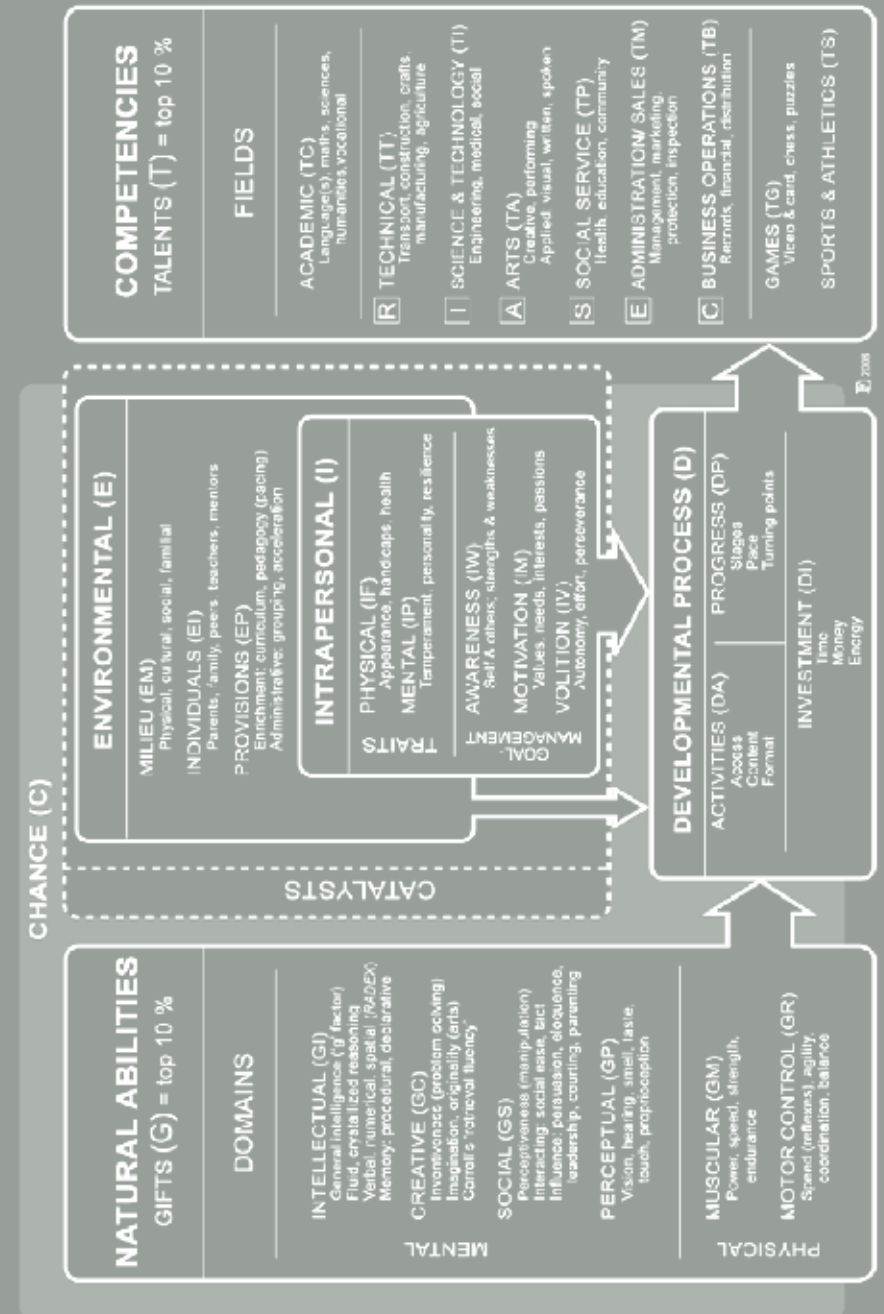 CHANCE (C)
NATURAL ABILITIES
GIFTS (G) = top 10 %
DOMAINS
MENTAL
INTELLECTUAL (GI)
General intelligence ('g' factor)
Fluid, crystallized reasoning
Verbal, numerical, spatial (RADEX)
Memory: procedural, declarative
CREATIVE (GC)
Inventiveness (problem solving)
Imagination, originality (arts)
"retrieval fluency"
SOCIAL (GS)
Perceptiveness (manipulation)
Interacting: social ease, tact
Influence: persuasion, eloquence,
leadership, courting, parenting
PERCEPTUAL (GP)
Vision, hearing, smell, taste,
touch, proprioception
PHYSICAL
MUSCULAR (GM)
Power, speed, strength,
endurance
MOTOR CONTROL (GR)
Speed (reflexes), agility,
coordination, balance
CATALYSTS
ENVIRONMENTAL (E)
MILIEU (EM)
Physical, cultural, social, familial
INDIVIDUALS (EI)
Parents, family, peers, teachers, mentors
PROVISIONS (EP)
Enrichment: curriculum, pedagogy (pacing)
Administrative: grouping, acceleration
INTRAPERSONAL (I)
TRAITS
PHYSICAL (IF)
Appearance, handicaps, health
MENTAL (IP)
Temperament, personality, resilience
GOAL-
MANAGEMENT
AWARENESS (IW)
Self & others; strengths & weaknesses
MOTIVATION (IM)
Values, needs, interests, passions
VOLITION (IV)
Autonomy, effort, perseverance
DEVELOPMENTAL PROCESS (D)
ACTIVITIES (DA)
Access
Content
Format
PROGRESS (DP)
Stages
Pace
Turning points
INVESTMENT (DI)
Time
Money
Energy
COMPETENCIES
TALENTS (T) = top 10 %
FIELDS
ACADEMIC (TC)
Language(s), maths, sciences,
humanities, vocational
R TECHNICAL (TT)
Transport, construction, crafts,
manufacturing, agriculture
I SCIENCE & TECHNOLOGY (TI)
Engineering, medical, social
A ARTS (TA)
Creative, performing
Applied: visual, written, spoken
S SOCIAL SERVICE (TP)
Health, education, community
E ADMINISTRATION/ SALES (TM)
Management, marketing,
protection, inspection
C BUSINESS OPERATIONS (TB)
Records, financial, distribution
GAMES (TG)
Video & card, chess, puzzles
SPORTS & ATHLETICS (TS)
2008